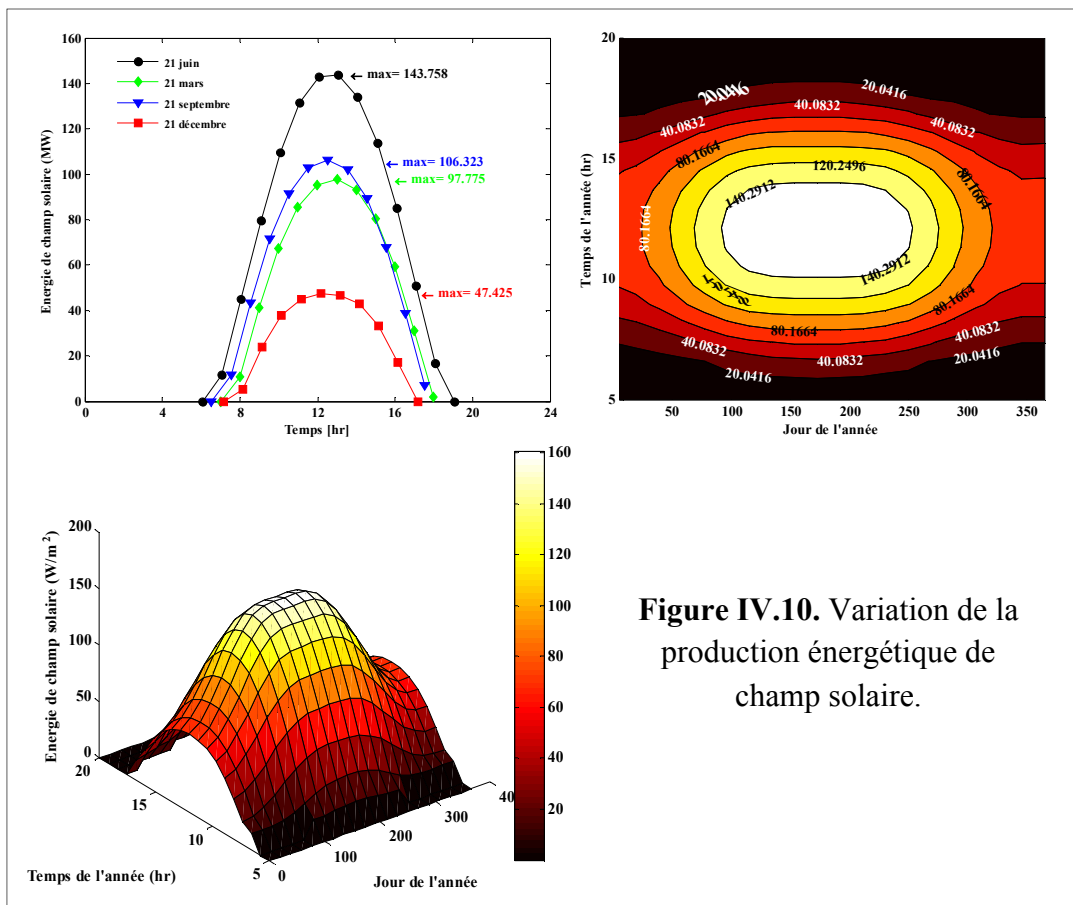 160
140
120
100
80
60
40
20
0
Energie de champ solaire (MW)
21 juin
21 mars
21 septembre
21 décembre
max= 143.758
max= 106.323
max= 97.775
max= 47.425
0 4 8 12 16 20 24
Temps [hr]
20
15
10
5
Temps de l'année (hr)
20.0416
20.0416
40.0832
40.0832
80.1664
120.2496
80.1664
140.2912
80.1664
140.2912
80.1664
80.1664
40.0832
40.0832
40.0832
20.0416
50 100 150 200 250 300 350
Jour de l'année
200
150
100
50
0
Energie de champ solaire (W/m²)
20
15
10
5
Temps de l'année (hr)
0
100
200
300
40
Jour de l'année
160
140
120
100
80
60
40
20
Figure IV.10. Variation de la
production énergétique de
champ solaire.